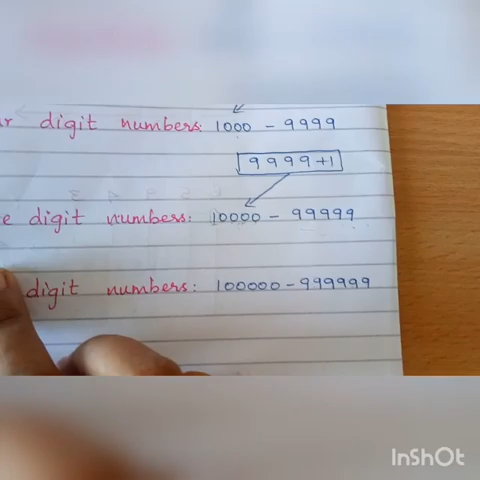 r digit numbers: 1000 - 9999
9999+1
e digit numbers: 10000 - 99999
digit numbers: 100000 - 999999
InShOt